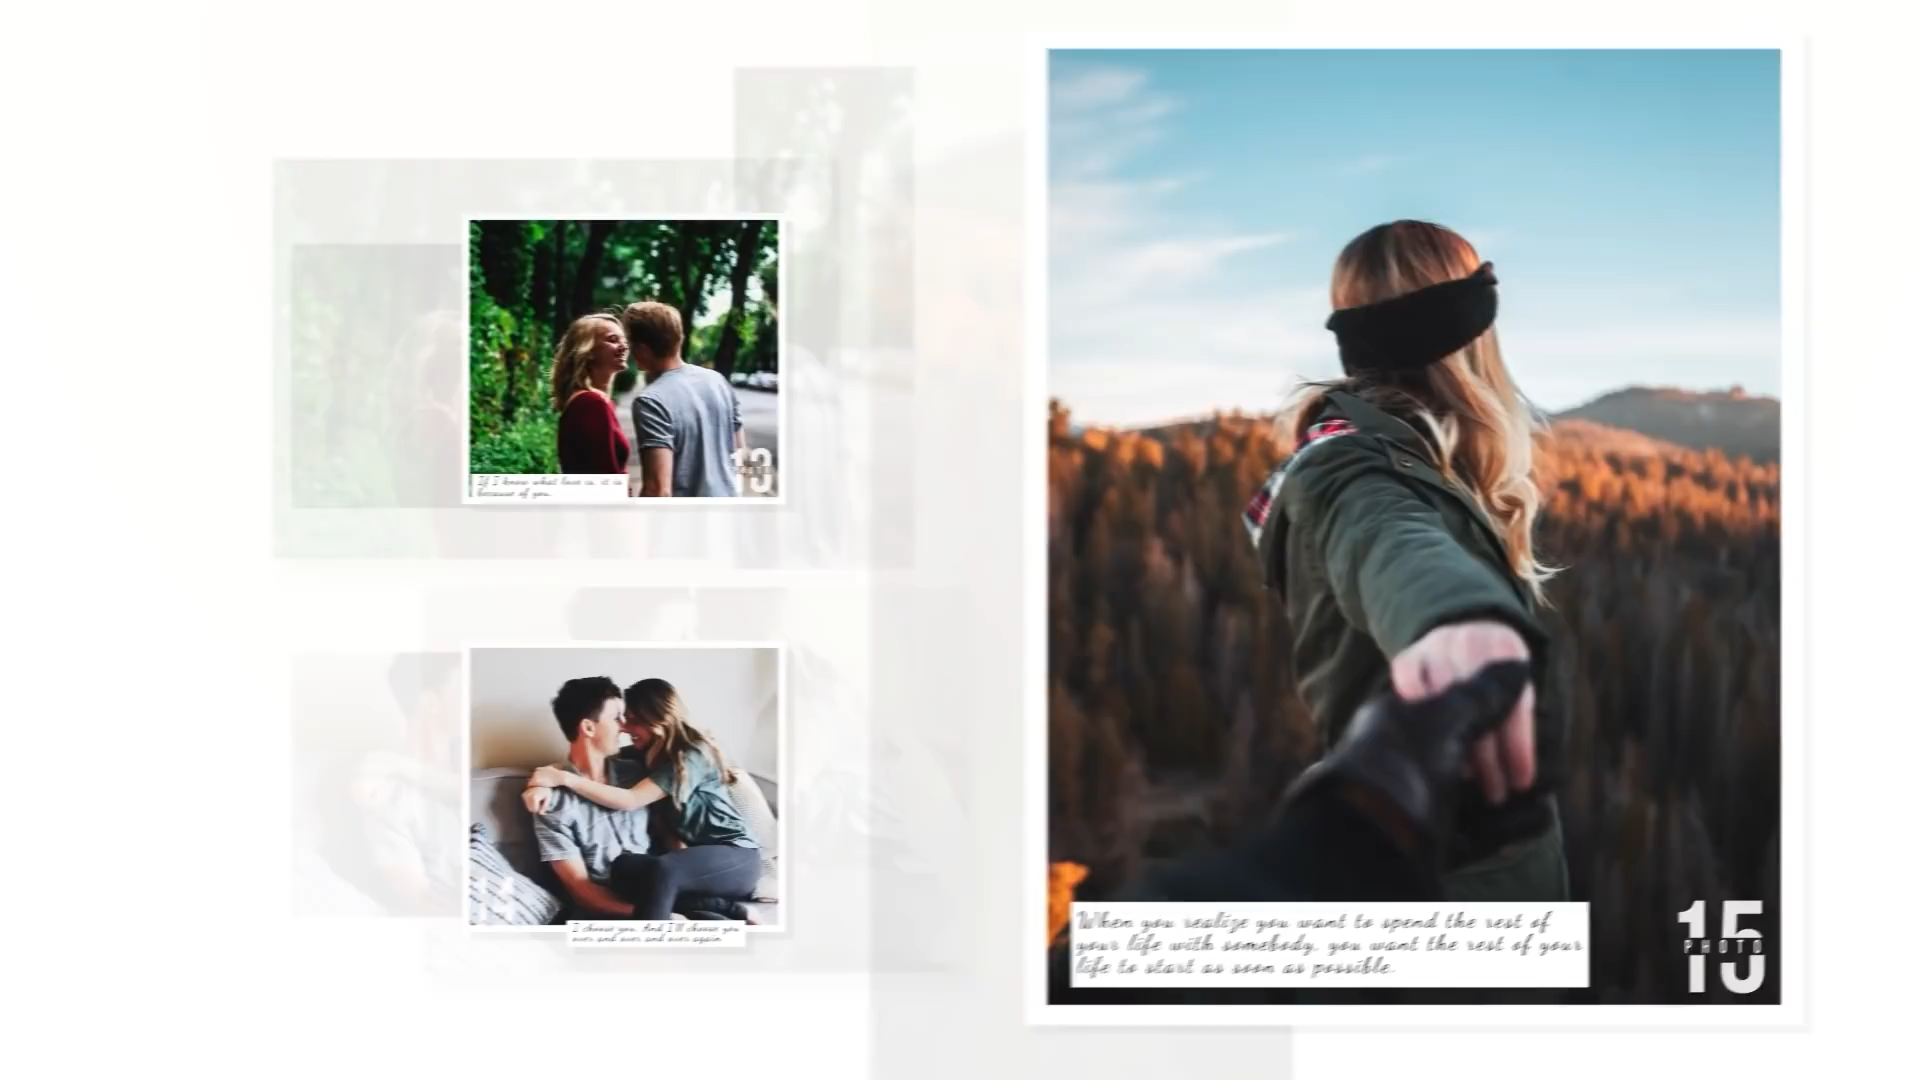 If I know what love is, it is
because of you.
13
PHOTO
14
I choose you. And I'll choose you
over and over and over again
When you realize you want to spend the rest of
your life with somebody, you want the rest of your
life to start as soon as possible.
15
PHOTO